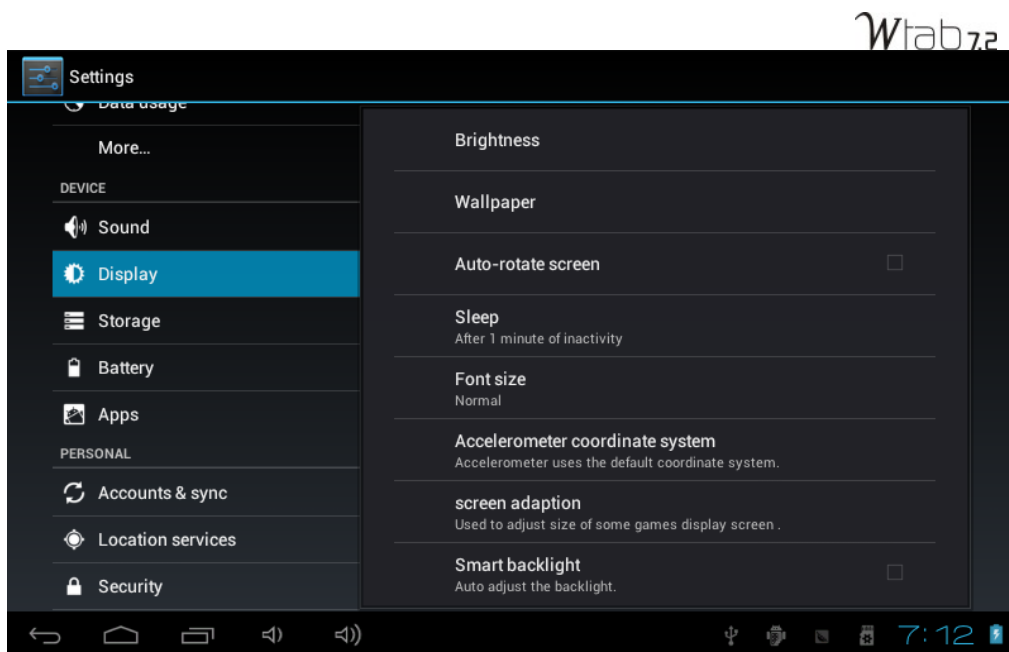 Wtab 7.2
Settings
Data usage
More...
DEVICE
Sound
Display
Storage
Battery
Apps
PERSONAL
Accounts & sync
Location services
Security
Brightness
Wallpaper
Auto-rotate screen
Sleep
After 1 minute of inactivity
Font size
Normal
Accelerometer coordinate system
Accelerometer uses the default coordinate system.
screen adaption
Used to adjust size of some games display screen .
Smart backlight
Auto adjust the backlight.
7:12